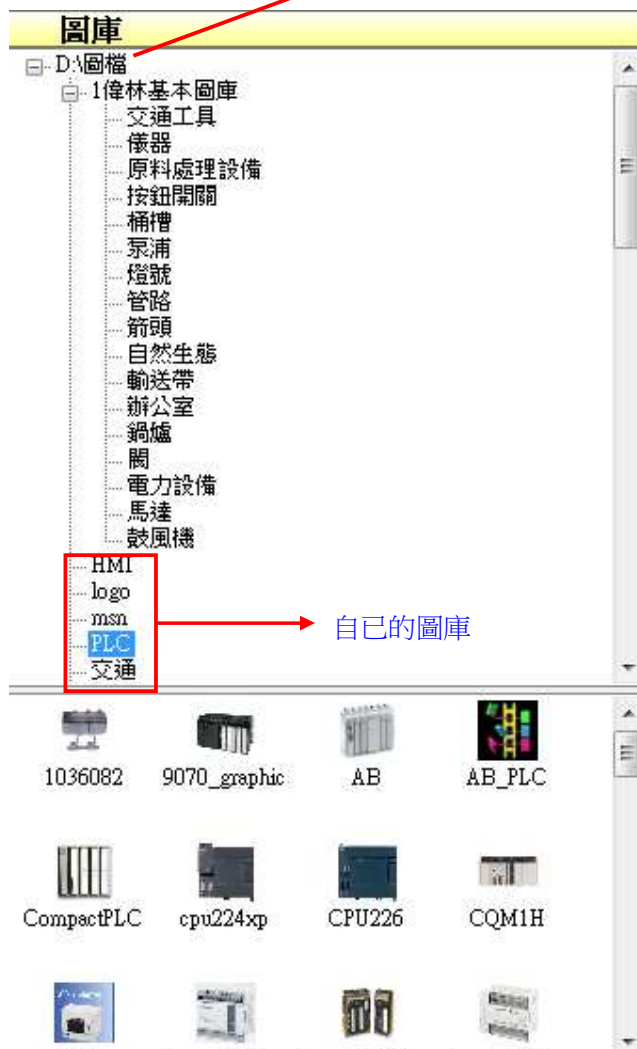 圖庫
D:\圖檔
1偉林基本圖庫
交通工具
儀器
原料處理設備
按鈕開關
桶槽
泵浦
燈號
管路
箭頭
自然生態
輸送帶
辦公室
鍋爐
閥
電力設備
馬達
鼓風機
HMI
logo
msn
自已的圖庫
PLC
交通
1036082 9070_graphic AB AB_PLC
CompactPLC cpu224xp CPU226 CQM1H